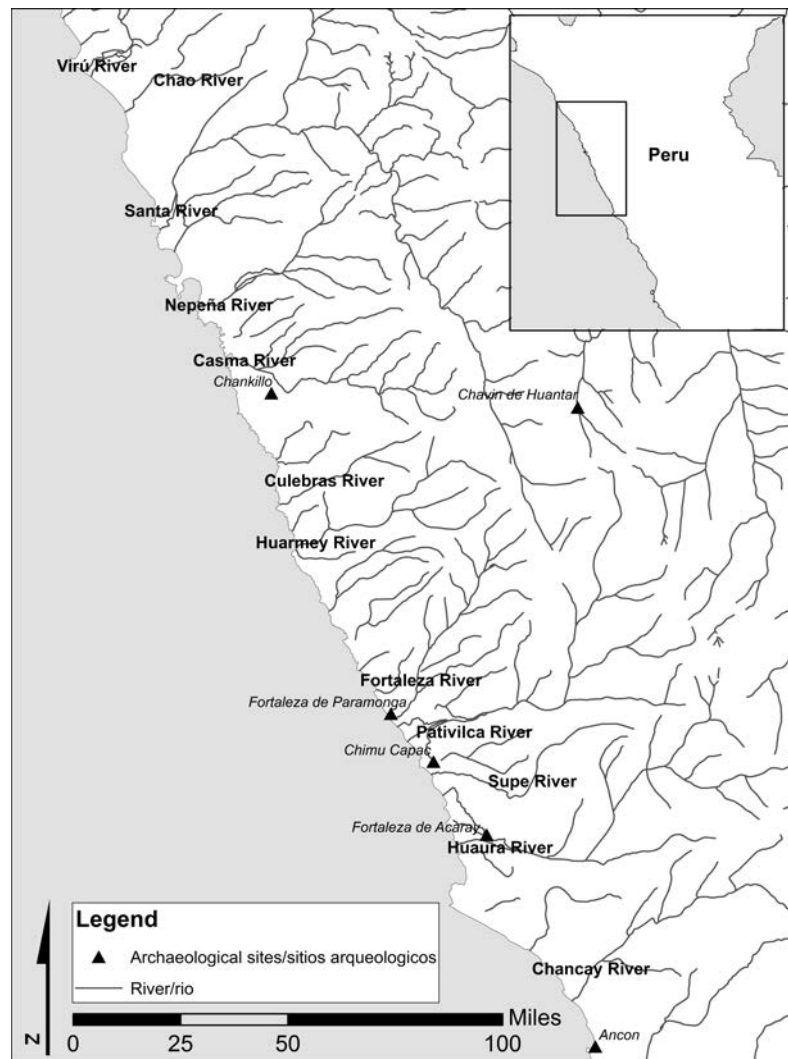 Virú River
Chao River
Peru
Santa River
Nepeña River
Casma River
Chankillo
Chavin de Huantar
Culebras River
Huarmey River
Fortaleza River
Fortaleza de Paramonga
Pativilca River
Chimu Capac
Supe River
Fortaleza de Acaray
Huaura River
Legend
Archaeological sites/sitios arqueologicos
River/rio
Chancay River
Miles
0 25 50 100
Ancon
N